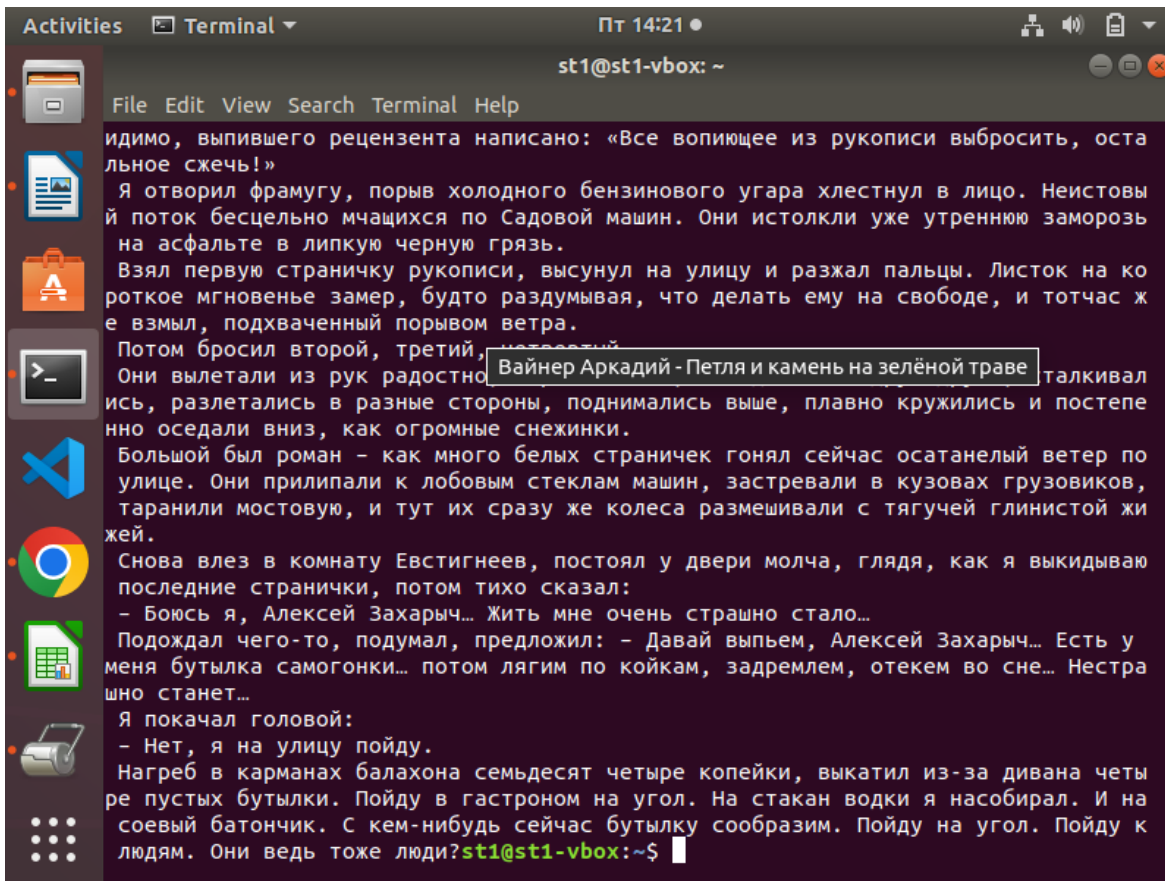 Activities Terminal Пт 14:21
st1@st1-vbox: ~
File Edit View Search Terminal Help
идимо, выпившего рецензента написано: «Все вопиющее из рукописи выбросить, оста
льное сжечь!»
Я отворил фрамугу, порыв холодного бензинового угара хлестнул в лицо. Неистовы
й поток бесцельно мчащихся по Садовой машин. Они истолкли уже утреннюю заморозь
на асфальте в липкую черную грязь.
Взял первую страничку рукописи, высунул на улицу и разжал пальцы. Листок на ко
роткое мгновенье замер, будто раздумывая, что делать ему на свободе, и тотчас ж
е взмыл, подхваченный порывом ветра.
Потом бросил второй, третий,
Вайнер Аркадий - Петля и камень на зелёной траве
Они вылетали из рук радостно талкивал
ись, разлетались в разные стороны, поднимались выше, плавно кружились и постепе
нно оседали вниз, как огромные снежинки.
Большой был роман – как много белых страничек гонял сейчас осатанелый ветер по
улице. Они прилипали к лобовым стеклам машин, застревали в кузовах грузовиков,
таранили мостовую, и тут их сразу же колеса размешивали с тягучей глинистой жи
жей.
Снова влез в комнату Евстигнеев, постоял у двери молча, глядя, как я выкидываю
последние странички, потом тихо сказал:
– Боюсь я, Алексей Захарыч… Жить мне очень страшно стало…
Подождал чего-то, подумал, предложил: – Давай выпьем, Алексей Захарыч… Есть у
меня бутылка самогонки… потом лягим по койкам, задремлем, отекем во сне… Нестра
шно станет…
Я покачал головой:
– Нет, я на улицу пойду.
Нагреб в карманах балахона семьдесят четыре копейки, выкатил из-за дивана четы
ре пустых бутылки. Пойду в гастроном на угол. На стакан водки я насобирал. И на
соевый батончик. С кем-нибудь сейчас бутылку сообразим. Пойду на угол. Пойду к
людям. Они ведь тоже люди?st1@st1-vbox:~$